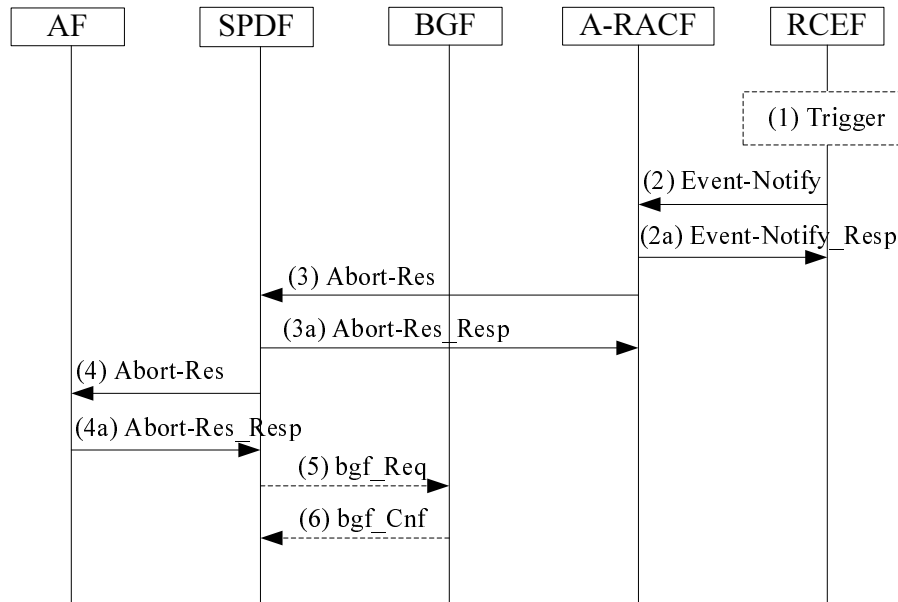 AF SPDF BGF A-RACF RCEF
(1) Trigger
(2) Event-Notify
(2a) Event-Notify_Resp
(3) Abort-Res
(3a) Abort-Res_Resp
(4) Abort-Res
(4a) Abort-Res_Resp
(5) bgf_Req
(6) bgf_Cnf